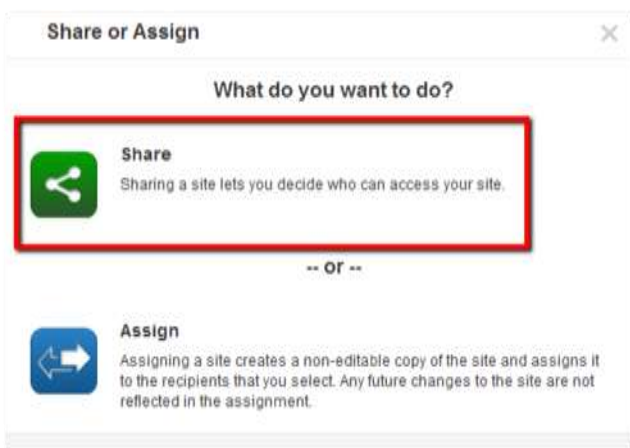 Share or Assign
What do you want to do?
Share
Sharing a site lets you decide who can access your site.
-- or --
Assign
Assigning a site creates a non-editable copy of the site and assigns it
to the recipients that you select. Any future changes to the site are not
reflected in the assignment.